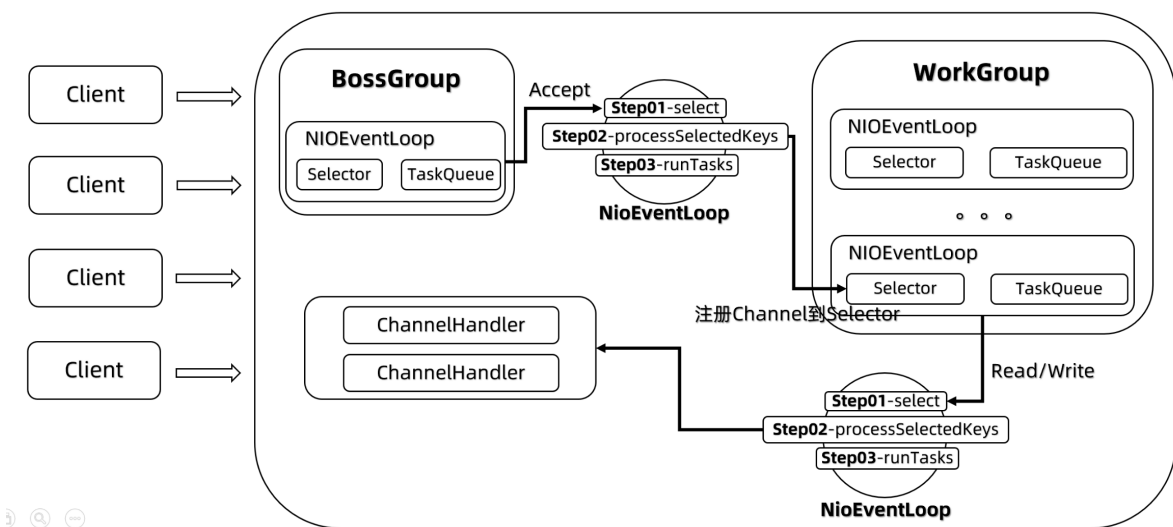 Client
Client
Client
Client
BossGroup
NIOEventLoop
Selector
TaskQueue
Accept
Step01-select
Step02-processSelectedKeys
Step03-runTasks
NioEventLoop
WorkGroup
NIOEventLoop
Selector
TaskQueue
。。。
NIOEventLoop
Selector
TaskQueue
注册Channel到Selector
Read/Write
Step01-select
Step02-processSelectedKeys
Step03-runTasks
NioEventLoop
ChannelHandler
ChannelHandler